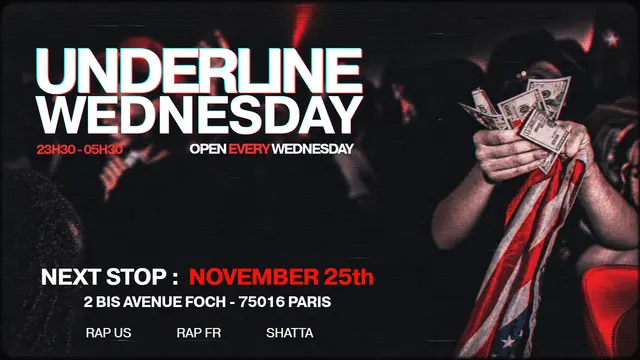 UNDERLINE
WEDNESDAY
23H30 - 05H30 OPEN EVERY WEDNESDAY
NEXT STOP : NOVEMBER 25th
2 BIS AVENUE FOCH - 75016 PARIS
RAP US RAP FR SHATTA